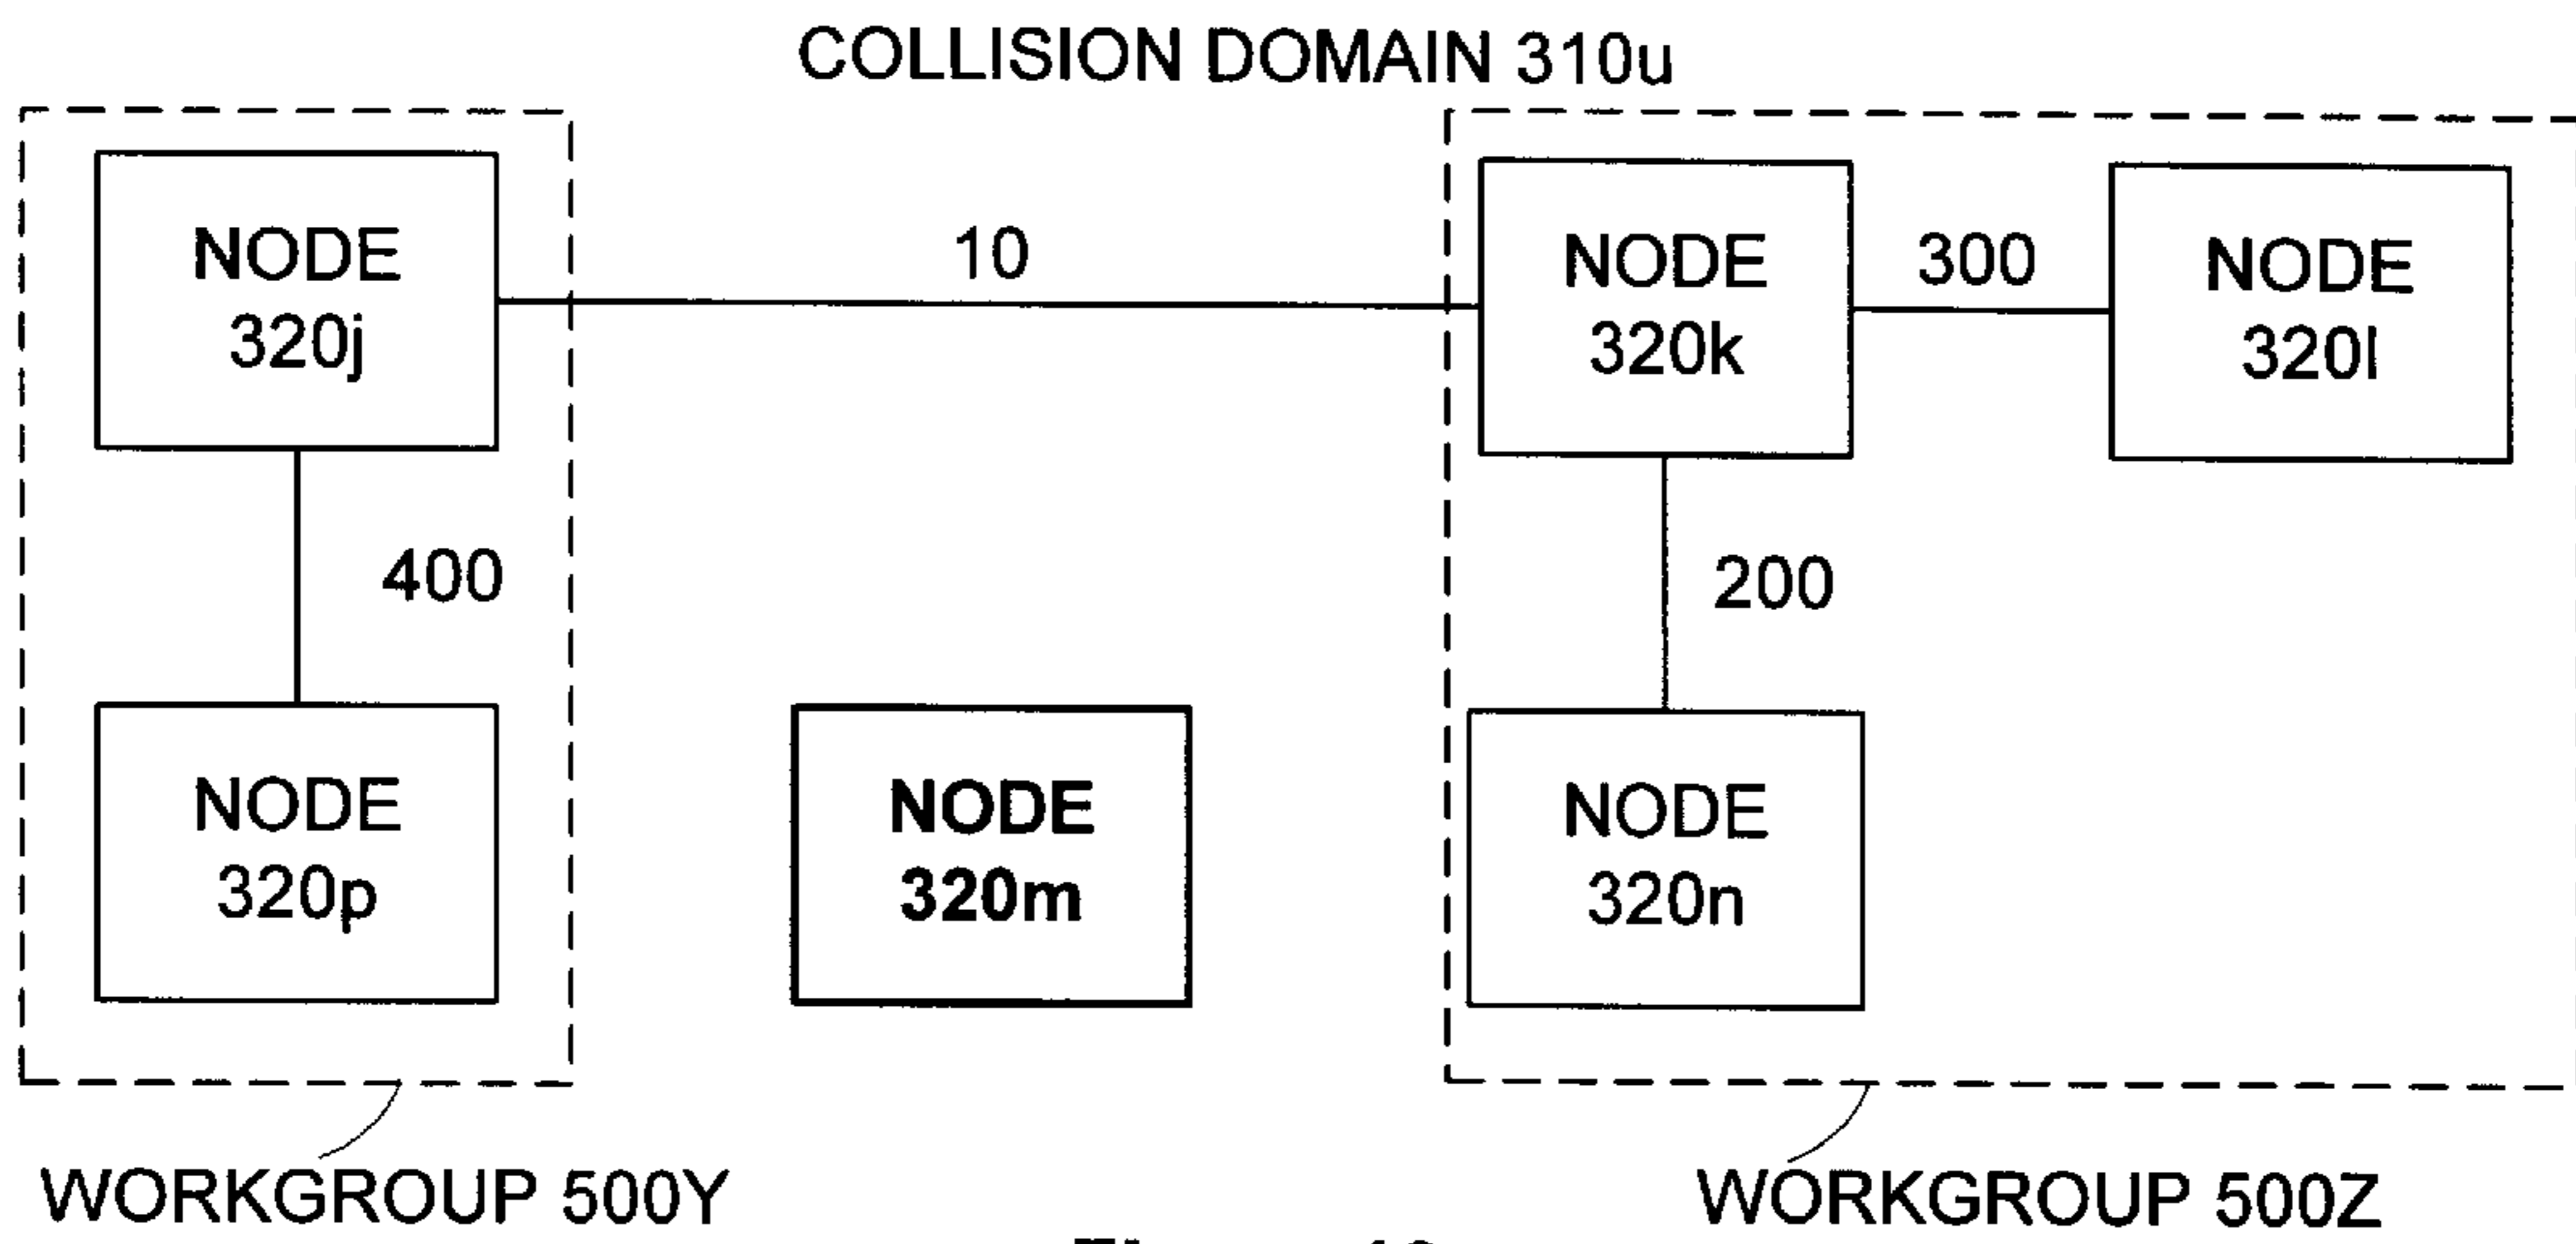 COLLISION DOMAIN 310u
NODE
320j
10
NODE
320k
300
NODE
320l
400
200
NODE
320p
NODE
320m
NODE
320n
WORKGROUP 500Y
WORKGROUP 500Z